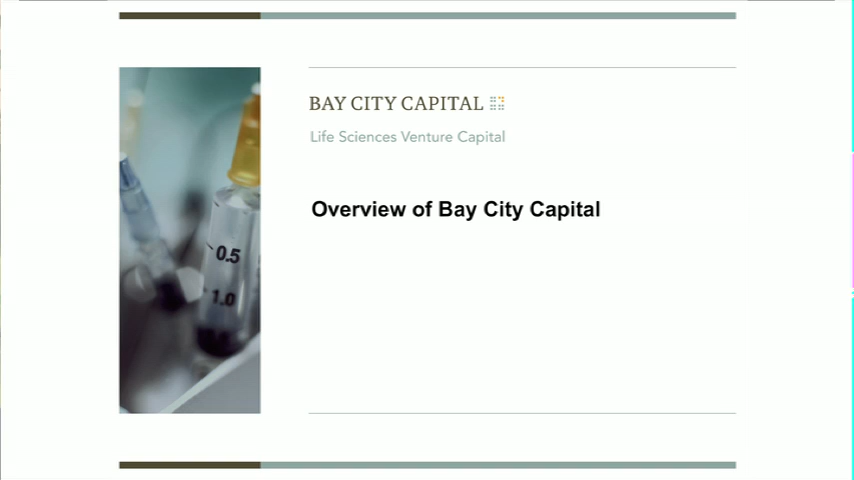 BAY CITY CAPITAL
Life Sciences Venture Capital
Overview of Bay City Capital
0.5
1.0